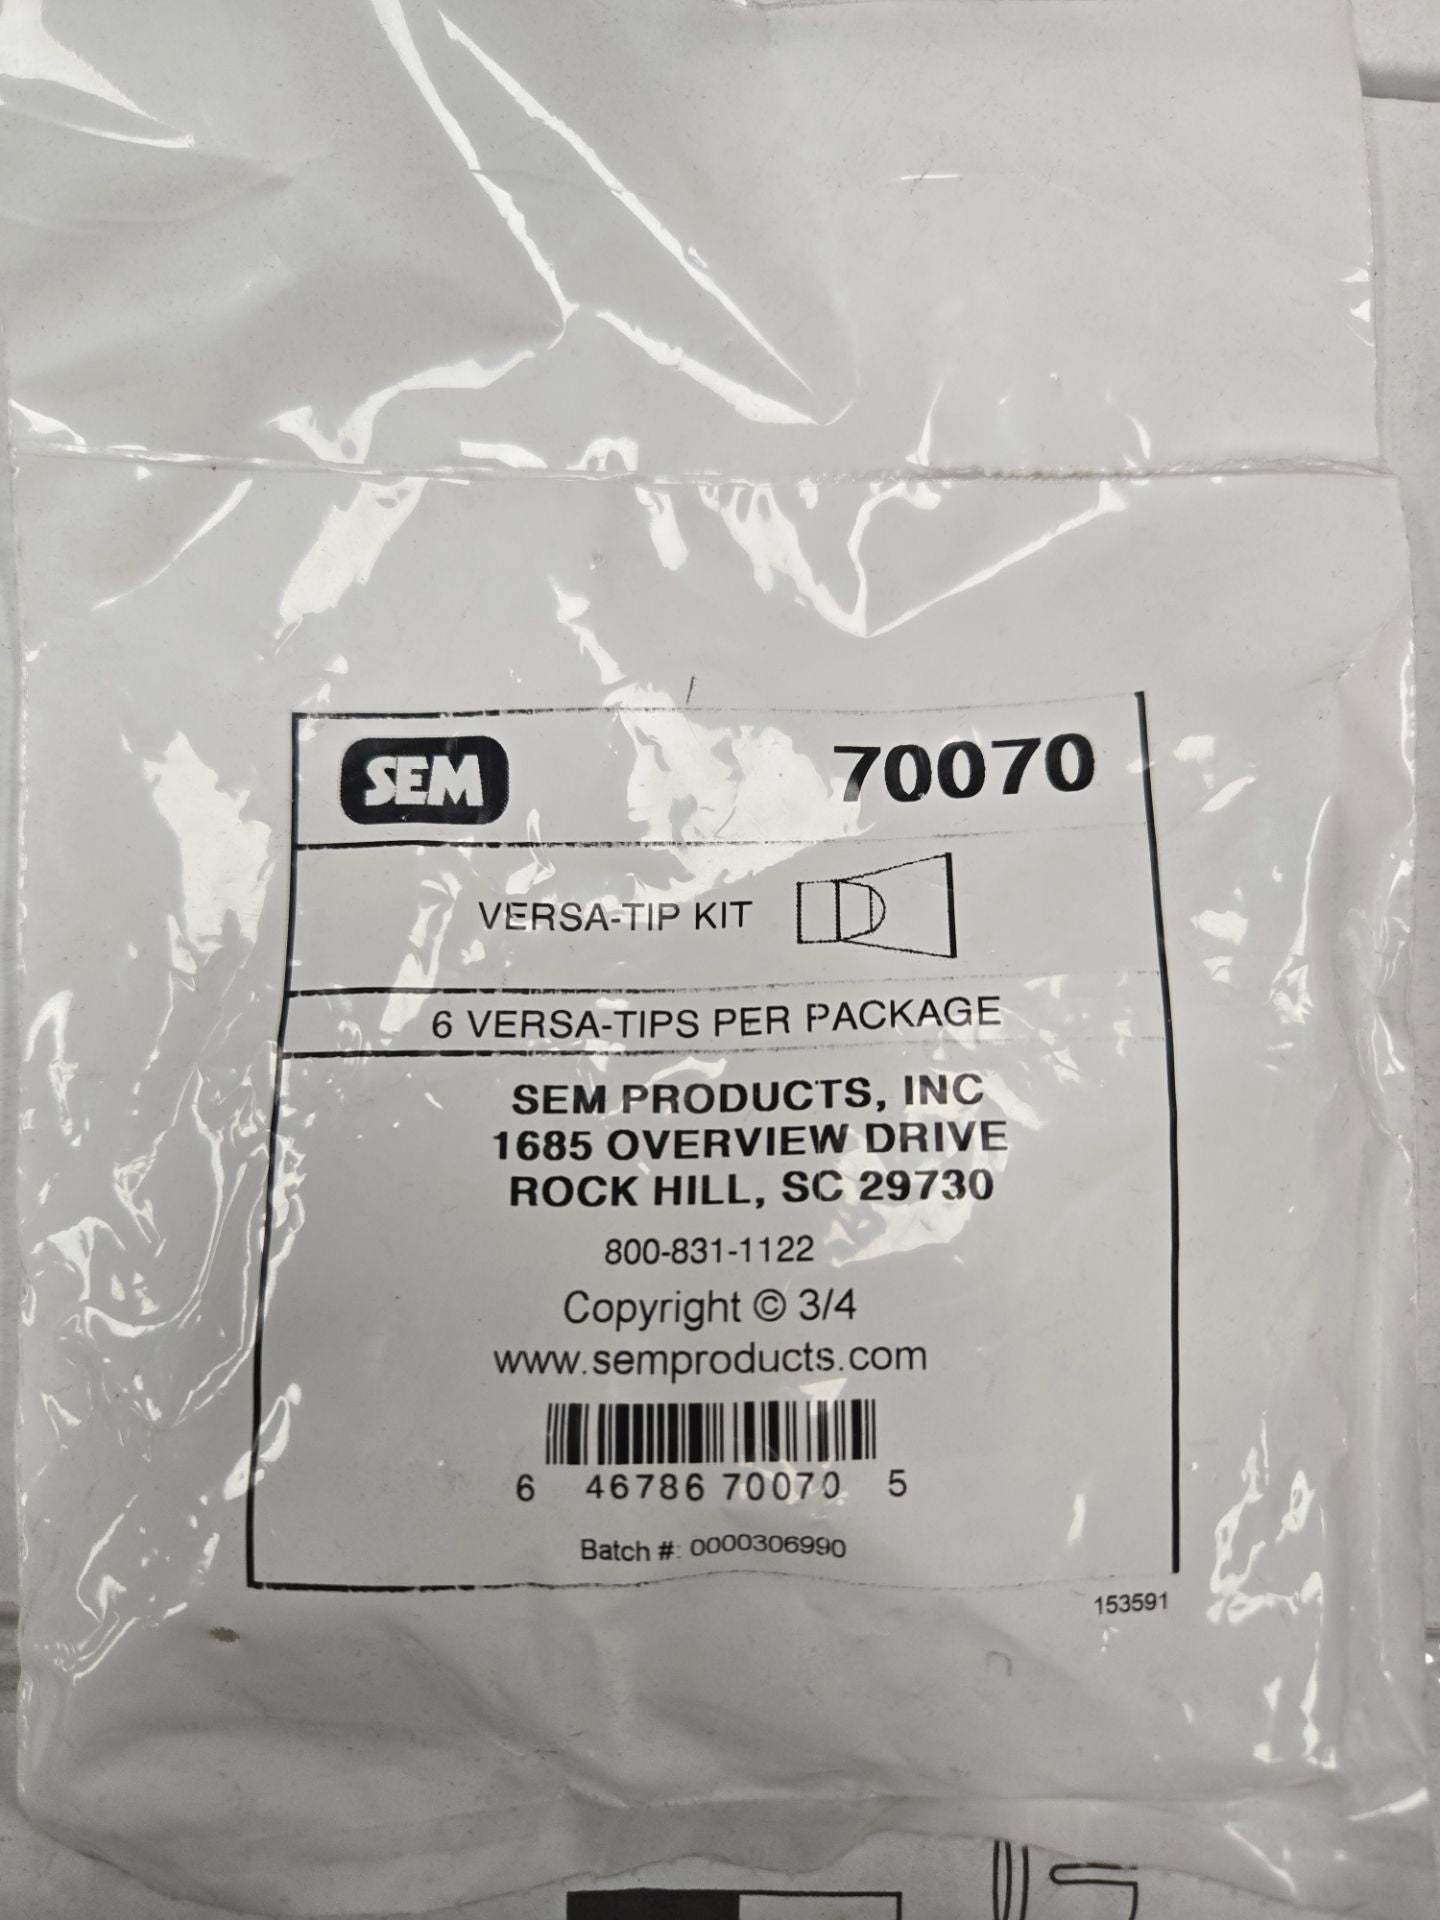 SEM 70070
VERSA-TIP KIT
6 VERSA-TIPS PER PACKAGE
SEM PRODUCTS, INC
1685 OVERVIEW DRIVE
ROCK HILL, SC 29730
800-831-1122
Copyright © 3/4
www.semproducts.com
6 46786 70070 5
Batch #: 0000306990
153591